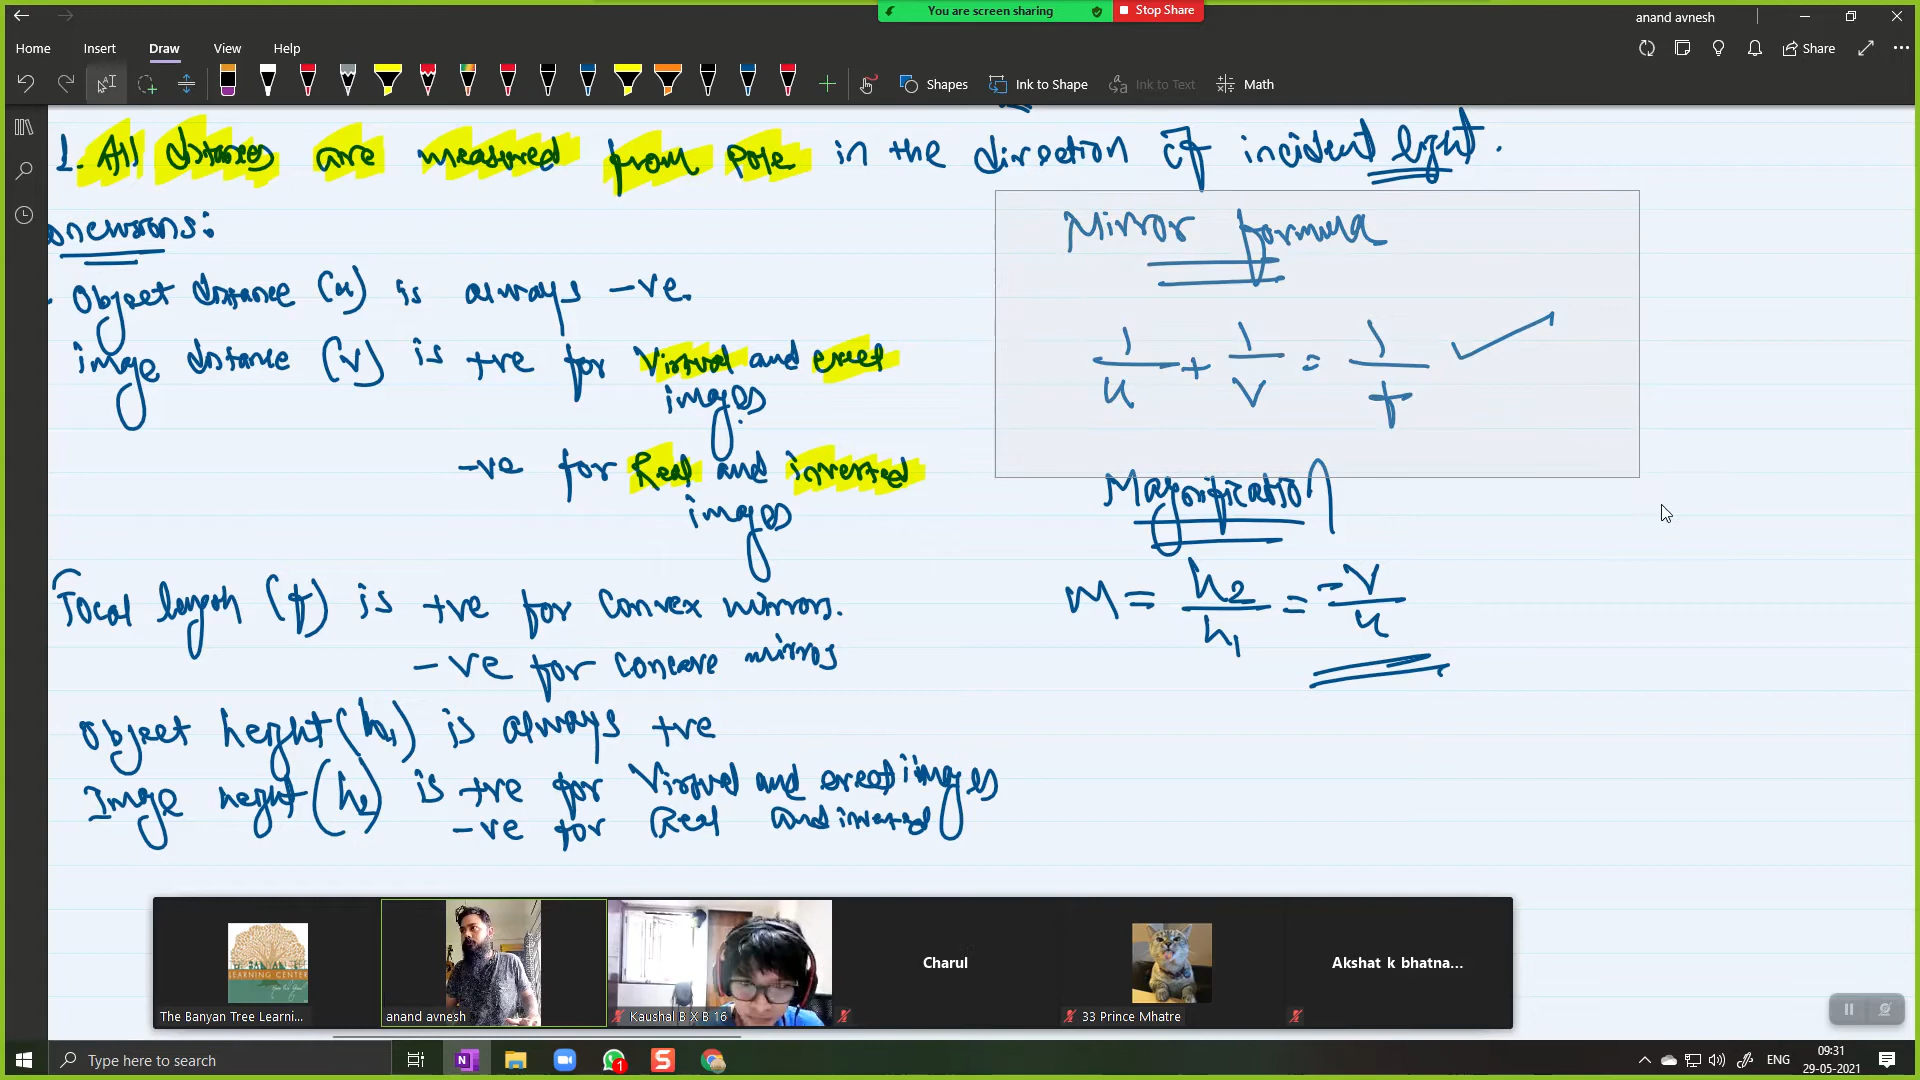 You are screen sharing
Stop Share
anand avnesh
Home Insert Draw View Help
Share
Shapes Ink to Shape Ink to Text Math
1. All distances are measured from pole in the direction of incident light.
onclusions:
Object distance (u) is always -ve.
image distance (v) is +ve for Virtual and erect
images
-ve for Real and inverted
images
Focal length (f) is +ve for convex mirrors.
-ve for concave mirros
Object height (h1) is always +ve
Image height (h2) is +ve for Virtual and erect images
-ve for Real and inverted
Mirror formula
1/u + 1/v = 1/f ✓
Magnification
M = h2/h1 = -v/u
LEARNING CENTER
The Banyan Tree Learni...
anand avnesh
Kaushal B X B 16
Charul
33 Prince Mhatre
Akshat k bhatna...
Type here to search
N
1
S
ENG
09:31
29-05-2021